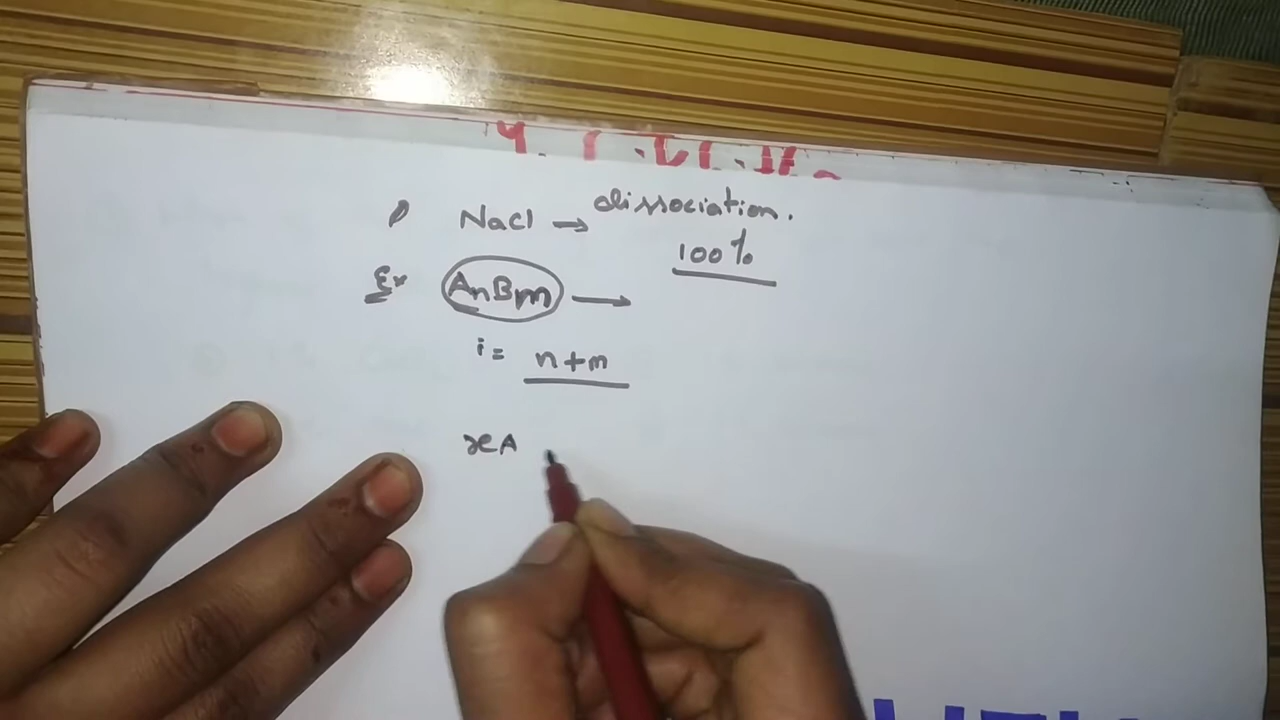 NaCl → dissociation.
100%
Ex AnBm →
i = n+m
xA